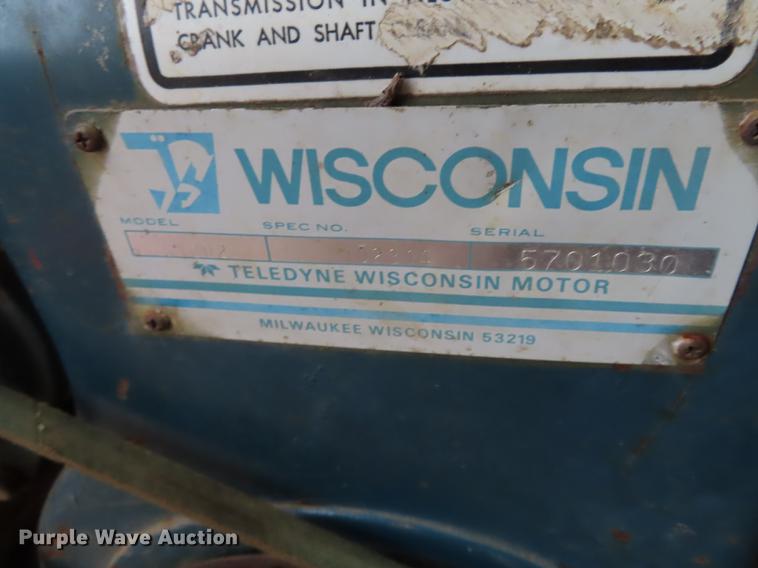 TRANSMISSION IN
CRANK AND SHAFT
WISCONSIN
MODEL SPEC NO. SERIAL
5701030
TELEDYNE WISCONSIN MOTOR
MILWAUKEE WISCONSIN 53219
Purple Wave Auction